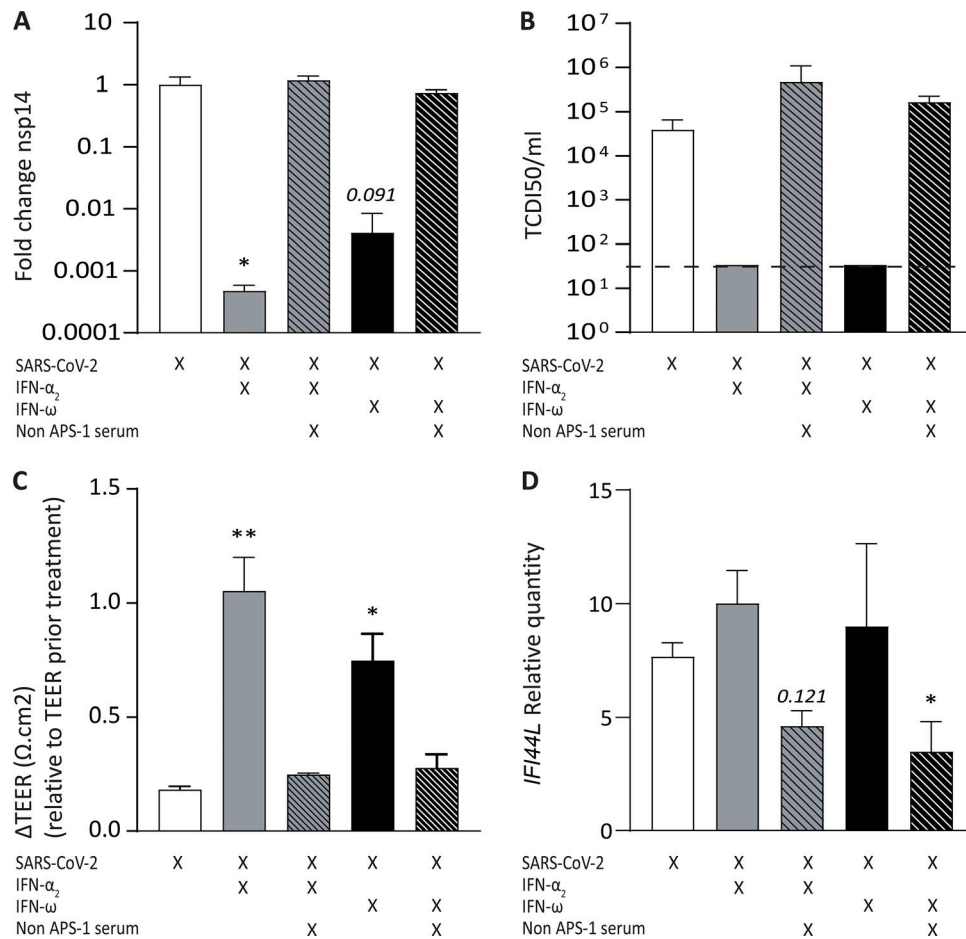 A
Fold change nsp14
10
1
0.1
0.01
0.001
0.0001
*
0.091
SARS-CoV-2 X X X X X
IFN-α2 X X
IFN-ω X X
Non APS-1 serum X X
B
TCDI50/ml
10⁷
10⁶
10⁵
10⁴
10³
10²
10¹
10⁰
SARS-CoV-2 X X X X X
IFN-α2 X X
IFN-ω X X
Non APS-1 serum X X
C
ΔTEER (Ω.cm2)
(relative to TEER prior treatment)
1.5
1.0
0.5
0.0
**
*
SARS-CoV-2 X X X X X
IFN-α2 X X
IFN-ω X X
Non APS-1 serum X X
D
IFI44L Relative quantity
15
10
5
0
0.121
*
SARS-CoV-2 X X X X X
IFN-α2 X X
IFN-ω X X
Non APS-1 serum X X